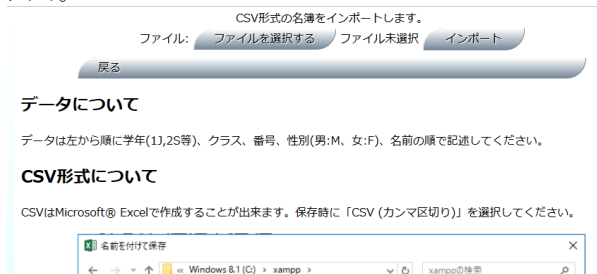 CSV形式の名簿をインポートします。
ファイル: ファイルを選択する ファイル未選択 インポート
戻る
データについて
データは左から順に学年(1J,2S等)、クラス、番号、性別(男:M、女:F)、名前の順で記述してください。
CSV形式について
CSVはMicrosoft® Excelで作成することが出来ます。保存時に「CSV (カンマ区切り)」を選択してください。
名前を付けて保存
« Windows 8.1 (C:) › xampp › xamppの検索